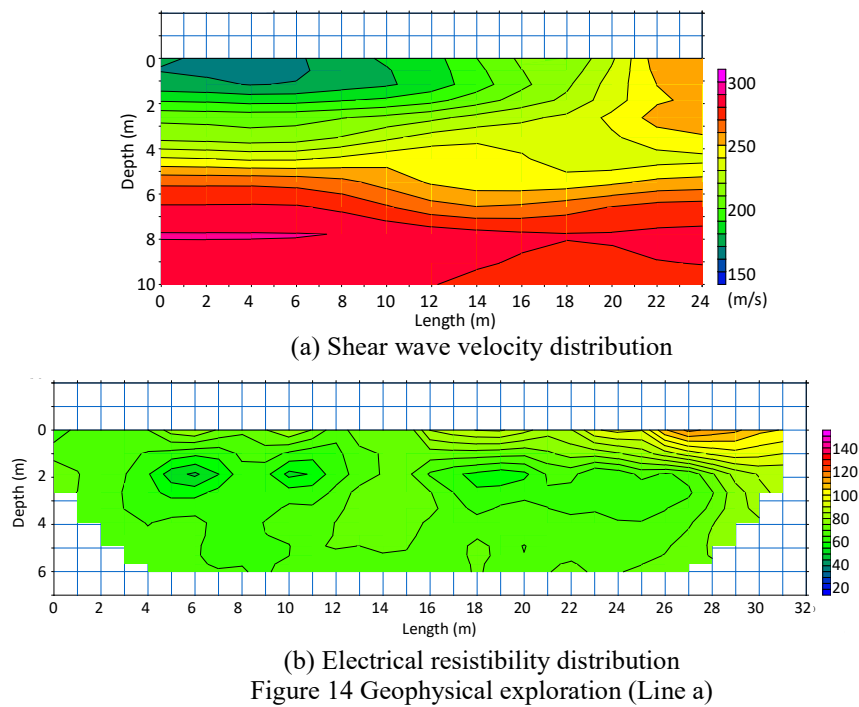 0
2
4
6
8
10
Depth (m)
0 2 4 6 8 10 12 14 16 18 20 22 24
Length (m)
300
250
200
150
(m/s)
(a) Shear wave velocity distribution
0
2
4
6
Depth (m)
0 2 4 6 8 10 12 14 16 18 20 22 24 26 28 30 32
Length (m)
140
120
100
80
60
40
20
(b) Electrical resistibility distribution
Figure 14 Geophysical exploration (Line a)